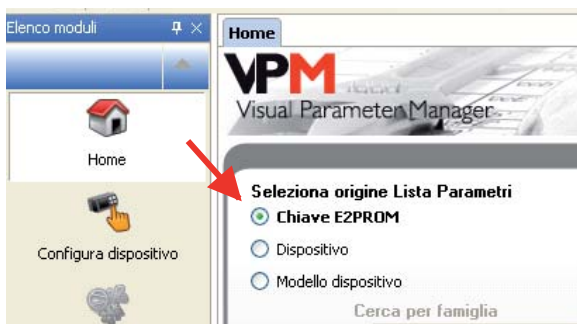 Elenco moduli
Home
Configura dispositivo
Home
VPM
Visual Parameter Manager
Seleziona origine Lista Parametri
Chiave E2PROM
Dispositivo
Modello dispositivo
Cerca per famiglia